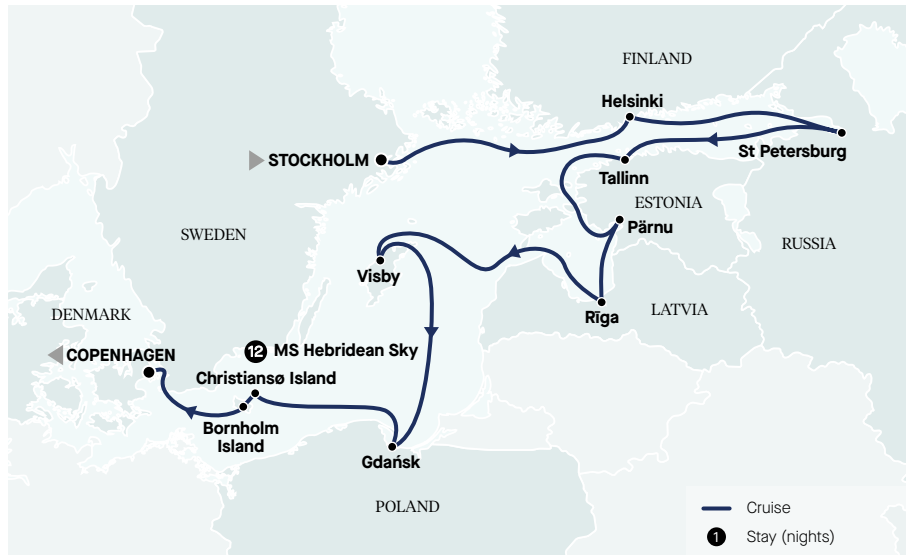 FINLAND
Helsinki
STOCKHOLM
St Petersburg
Tallinn
ESTONIA
Pärnu
SWEDEN
RUSSIA
Visby
Rīga
LATVIA
DENMARK
COPENHAGEN
12 MS Hebridean Sky
Christiansø Island
Bornholm
Island
Gdańsk
POLAND
Cruise
1 Stay (nights)